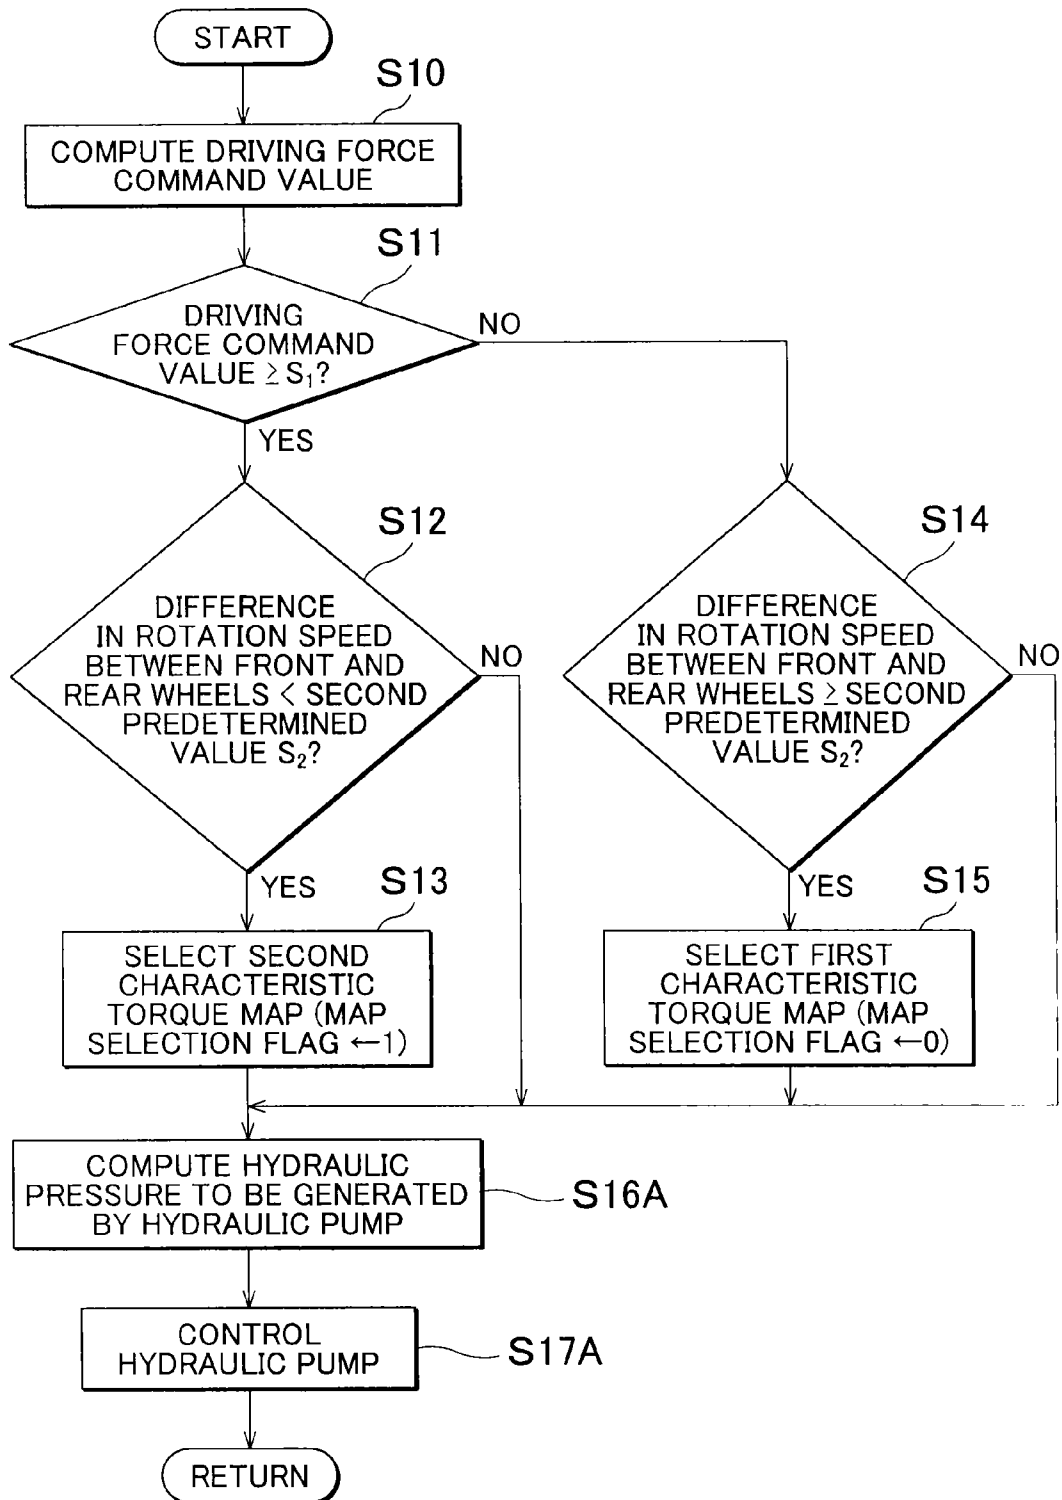 START
S10
COMPUTE DRIVING FORCE
COMMAND VALUE
S11
DRIVING
FORCE COMMAND
VALUE ≥ S₁?
NO
YES
S12
DIFFERENCE
IN ROTATION SPEED
BETWEEN FRONT AND
REAR WHEELS < SECOND
PREDETERMINED
VALUE S₂?
NO
YES
S14
DIFFERENCE
IN ROTATION SPEED
BETWEEN FRONT AND
REAR WHEELS ≥ SECOND
PREDETERMINED
VALUE S₂?
NO
YES
S13
SELECT SECOND
CHARACTERISTIC
TORQUE MAP (MAP
SELECTION FLAG ←1)
S15
SELECT FIRST
CHARACTERISTIC
TORQUE MAP (MAP
SELECTION FLAG ←0)
COMPUTE HYDRAULIC
PRESSURE TO BE GENERATED
BY HYDRAULIC PUMP
S16A
CONTROL
HYDRAULIC PUMP
S17A
RETURN